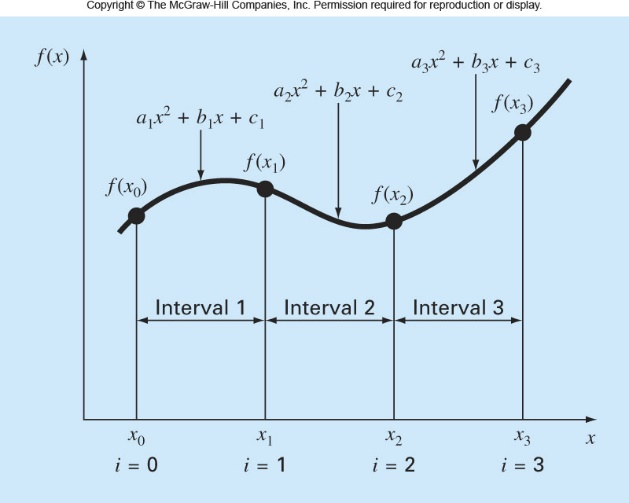 Copyright © The McGraw-Hill Companies, Inc. Permission required for reproduction or display.
f(x)
a₃x² + b₃x + c₃
a₂x² + b₂x + c₂
f(x₃)
a₁x² + b₁x + c₁
f(x₁)
f(x₀)
f(x₂)
Interval 1 Interval 2 Interval 3
x₀ x₁ x₂ x₃ x
i = 0 i = 1 i = 2 i = 3